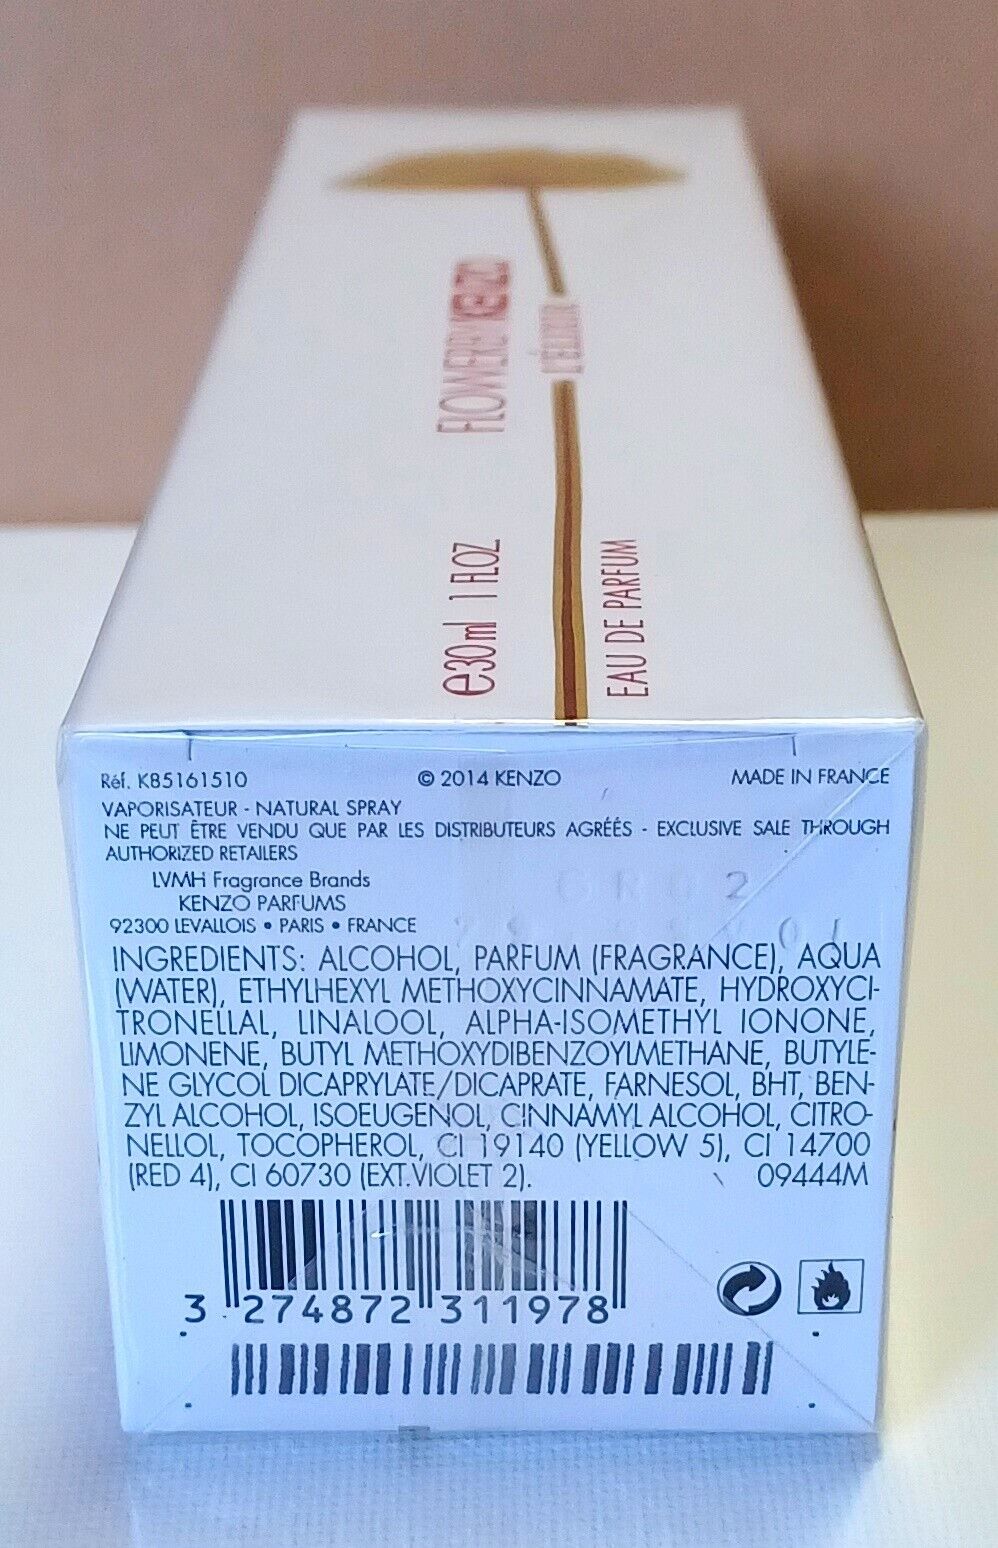 FLOWER BY KENZO
L'ÉLIXIR
e30 ml 1 FL.OZ.
EAU DE PARFUM
Réf. K85161510
© 2014 KENZO
MADE IN FRANCE
VAPORISATEUR - NATURAL SPRAY
NE PEUT ÊTRE VENDU QUE PAR LES DISTRIBUTEURS AGRÉÉS - EXCLUSIVE SALE THROUGH
AUTHORIZED RETAILERS
LVMH Fragrance Brands
KENZO PARFUMS
92300 LEVALLOIS • PARIS • FRANCE
INGREDIENTS: ALCOHOL, PARFUM (FRAGRANCE), AQUA
(WATER), ETHYLHEXYL METHOXYCINNAMATE, HYDROXYCI-
TRONELLAL, LINALOOL, ALPHA-ISOMETHYL IONONE,
LIMONENE, BUTYL METHOXYDIBENZOYLMETHANE, BUTYLE-
NE GLYCOL DICAPRYLATE/DICAPRATE, FARNESOL, BHT, BEN-
ZYL ALCOHOL, ISOEUGENOL, CINNAMYL ALCOHOL, CITRO-
NELLOL, TOCOPHEROL, CI 19140 (YELLOW 5), CI 14700
(RED 4), CI 60730 (EXT.VIOLET 2).
09444M
3 274872 311978